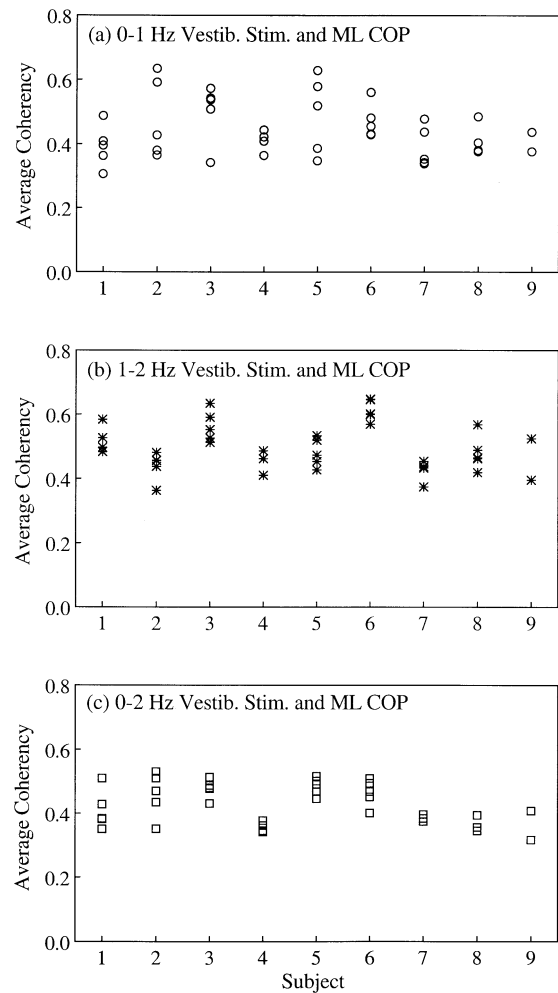 (a) 0-1 Hz Vestib. Stim. and ML COP
Average Coherency
0.8
0.6
0.4
0.2
0.0
1 2 3 4 5 6 7 8 9
(b) 1-2 Hz Vestib. Stim. and ML COP
Average Coherency
0.8
0.6
0.4
0.2
0.0
1 2 3 4 5 6 7 8 9
(c) 0-2 Hz Vestib. Stim. and ML COP
Average Coherency
0.8
0.6
0.4
0.2
0.0
1 2 3 4 5 6 7 8 9
Subject